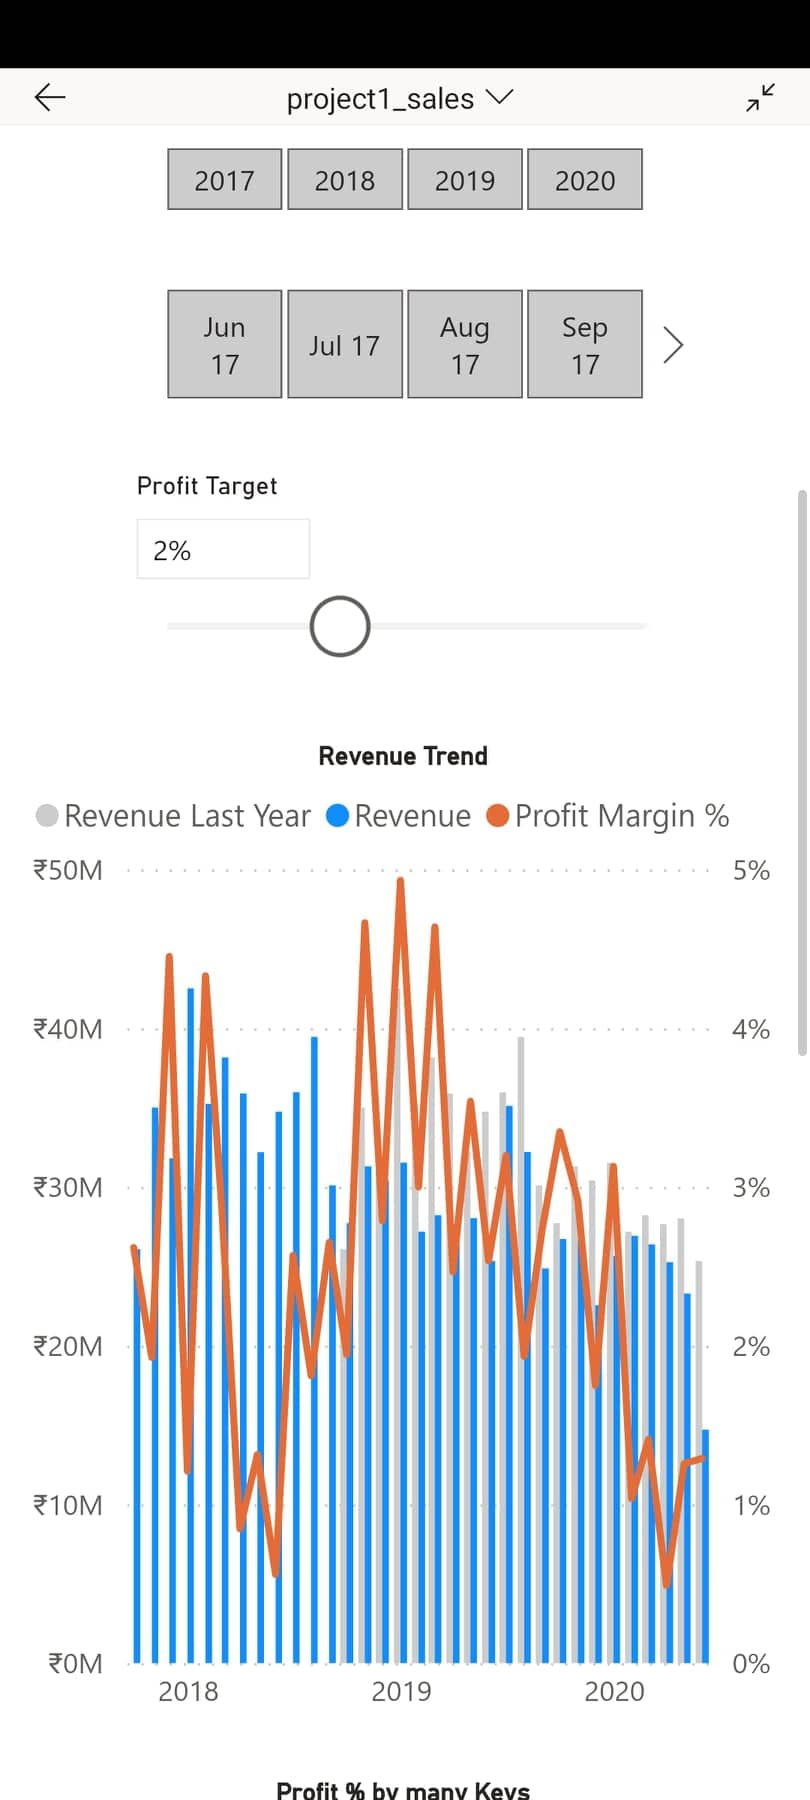 project1_sales
2017 2018 2019 2020
Jun 17 Jul 17 Aug 17 Sep 17
Profit Target
2%
Revenue Trend
Revenue Last Year Revenue Profit Margin %
₹50M 5%
₹40M 4%
₹30M 3%
₹20M 2%
₹10M 1%
₹0M 0%
2018 2019 2020
Profit % by many Keys